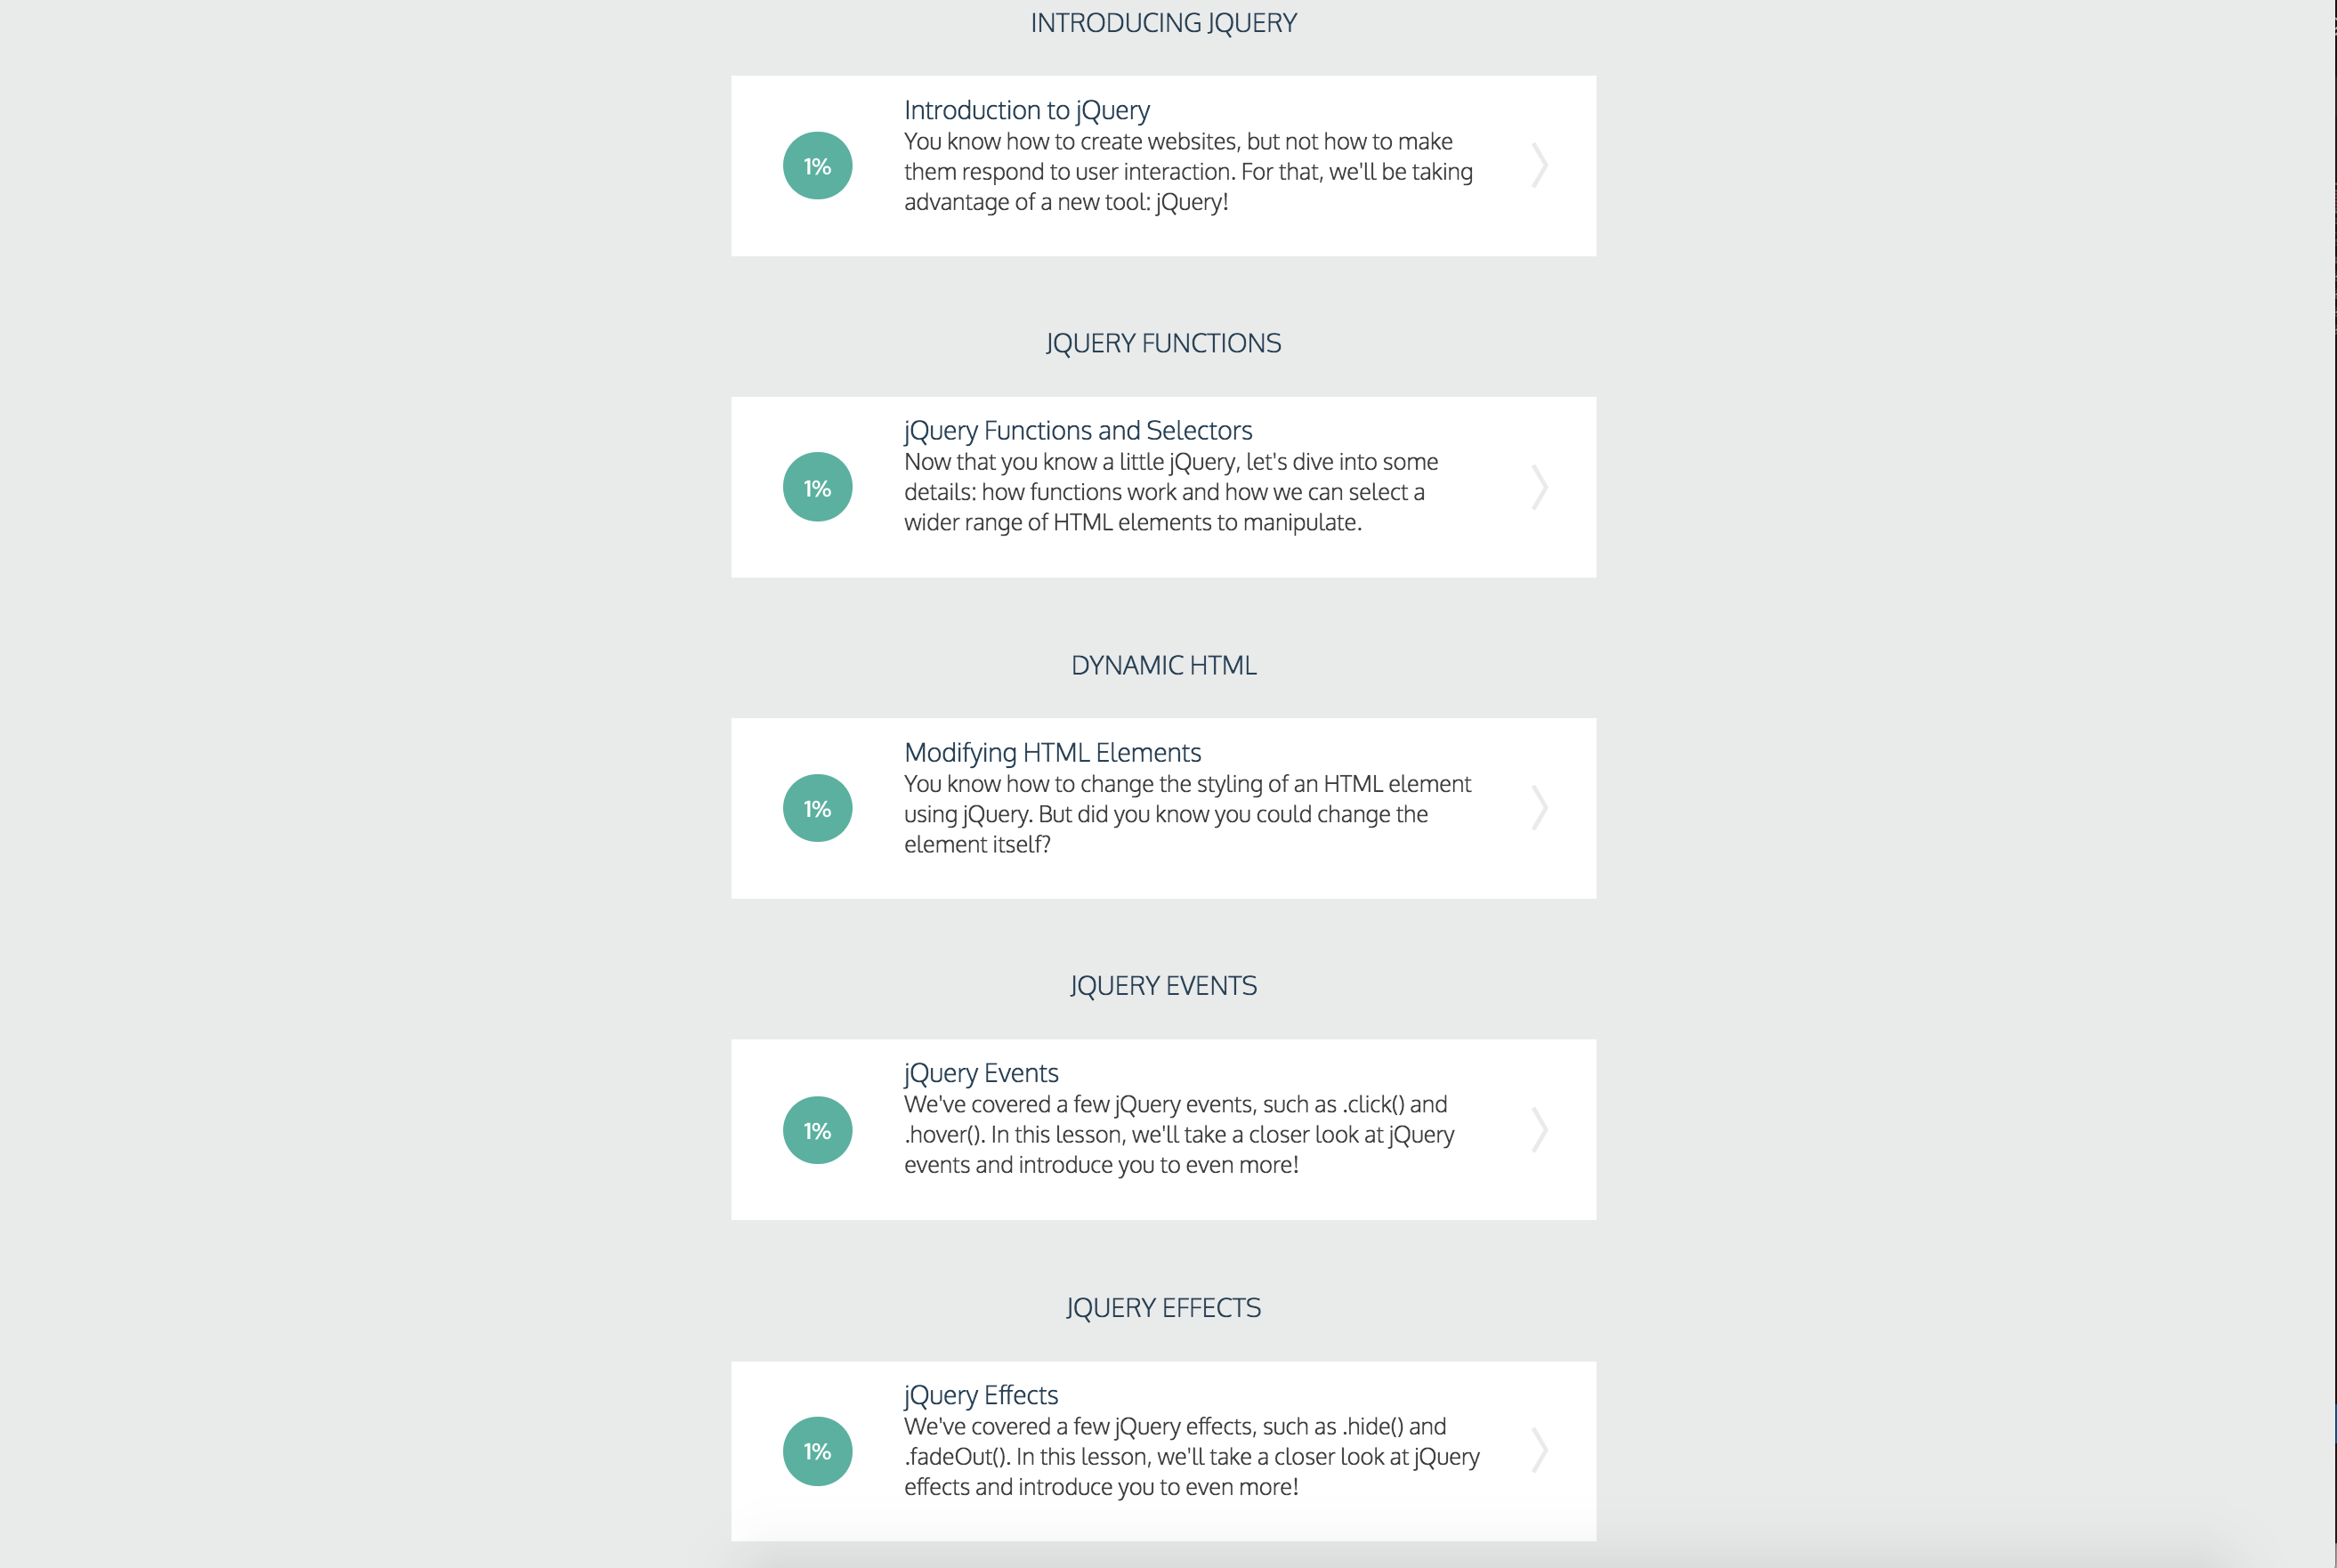 INTRODUCING JQUERY
Introduction to jQuery
You know how to create websites, but not how to make
them respond to user interaction. For that, we'll be taking
advantage of a new tool: jQuery!
1%
JQUERY FUNCTIONS
jQuery Functions and Selectors
Now that you know a little jQuery, let's dive into some
details: how functions work and how we can select a
wider range of HTML elements to manipulate.
1%
DYNAMIC HTML
Modifying HTML Elements
You know how to change the styling of an HTML element
using jQuery. But did you know you could change the
element itself?
1%
JQUERY EVENTS
jQuery Events
We've covered a few jQuery events, such as .click() and
.hover(). In this lesson, we'll take a closer look at jQuery
events and introduce you to even more!
1%
JQUERY EFFECTS
jQuery Effects
We've covered a few jQuery effects, such as .hide() and
.fadeOut(). In this lesson, we'll take a closer look at jQuery
effects and introduce you to even more!
1%